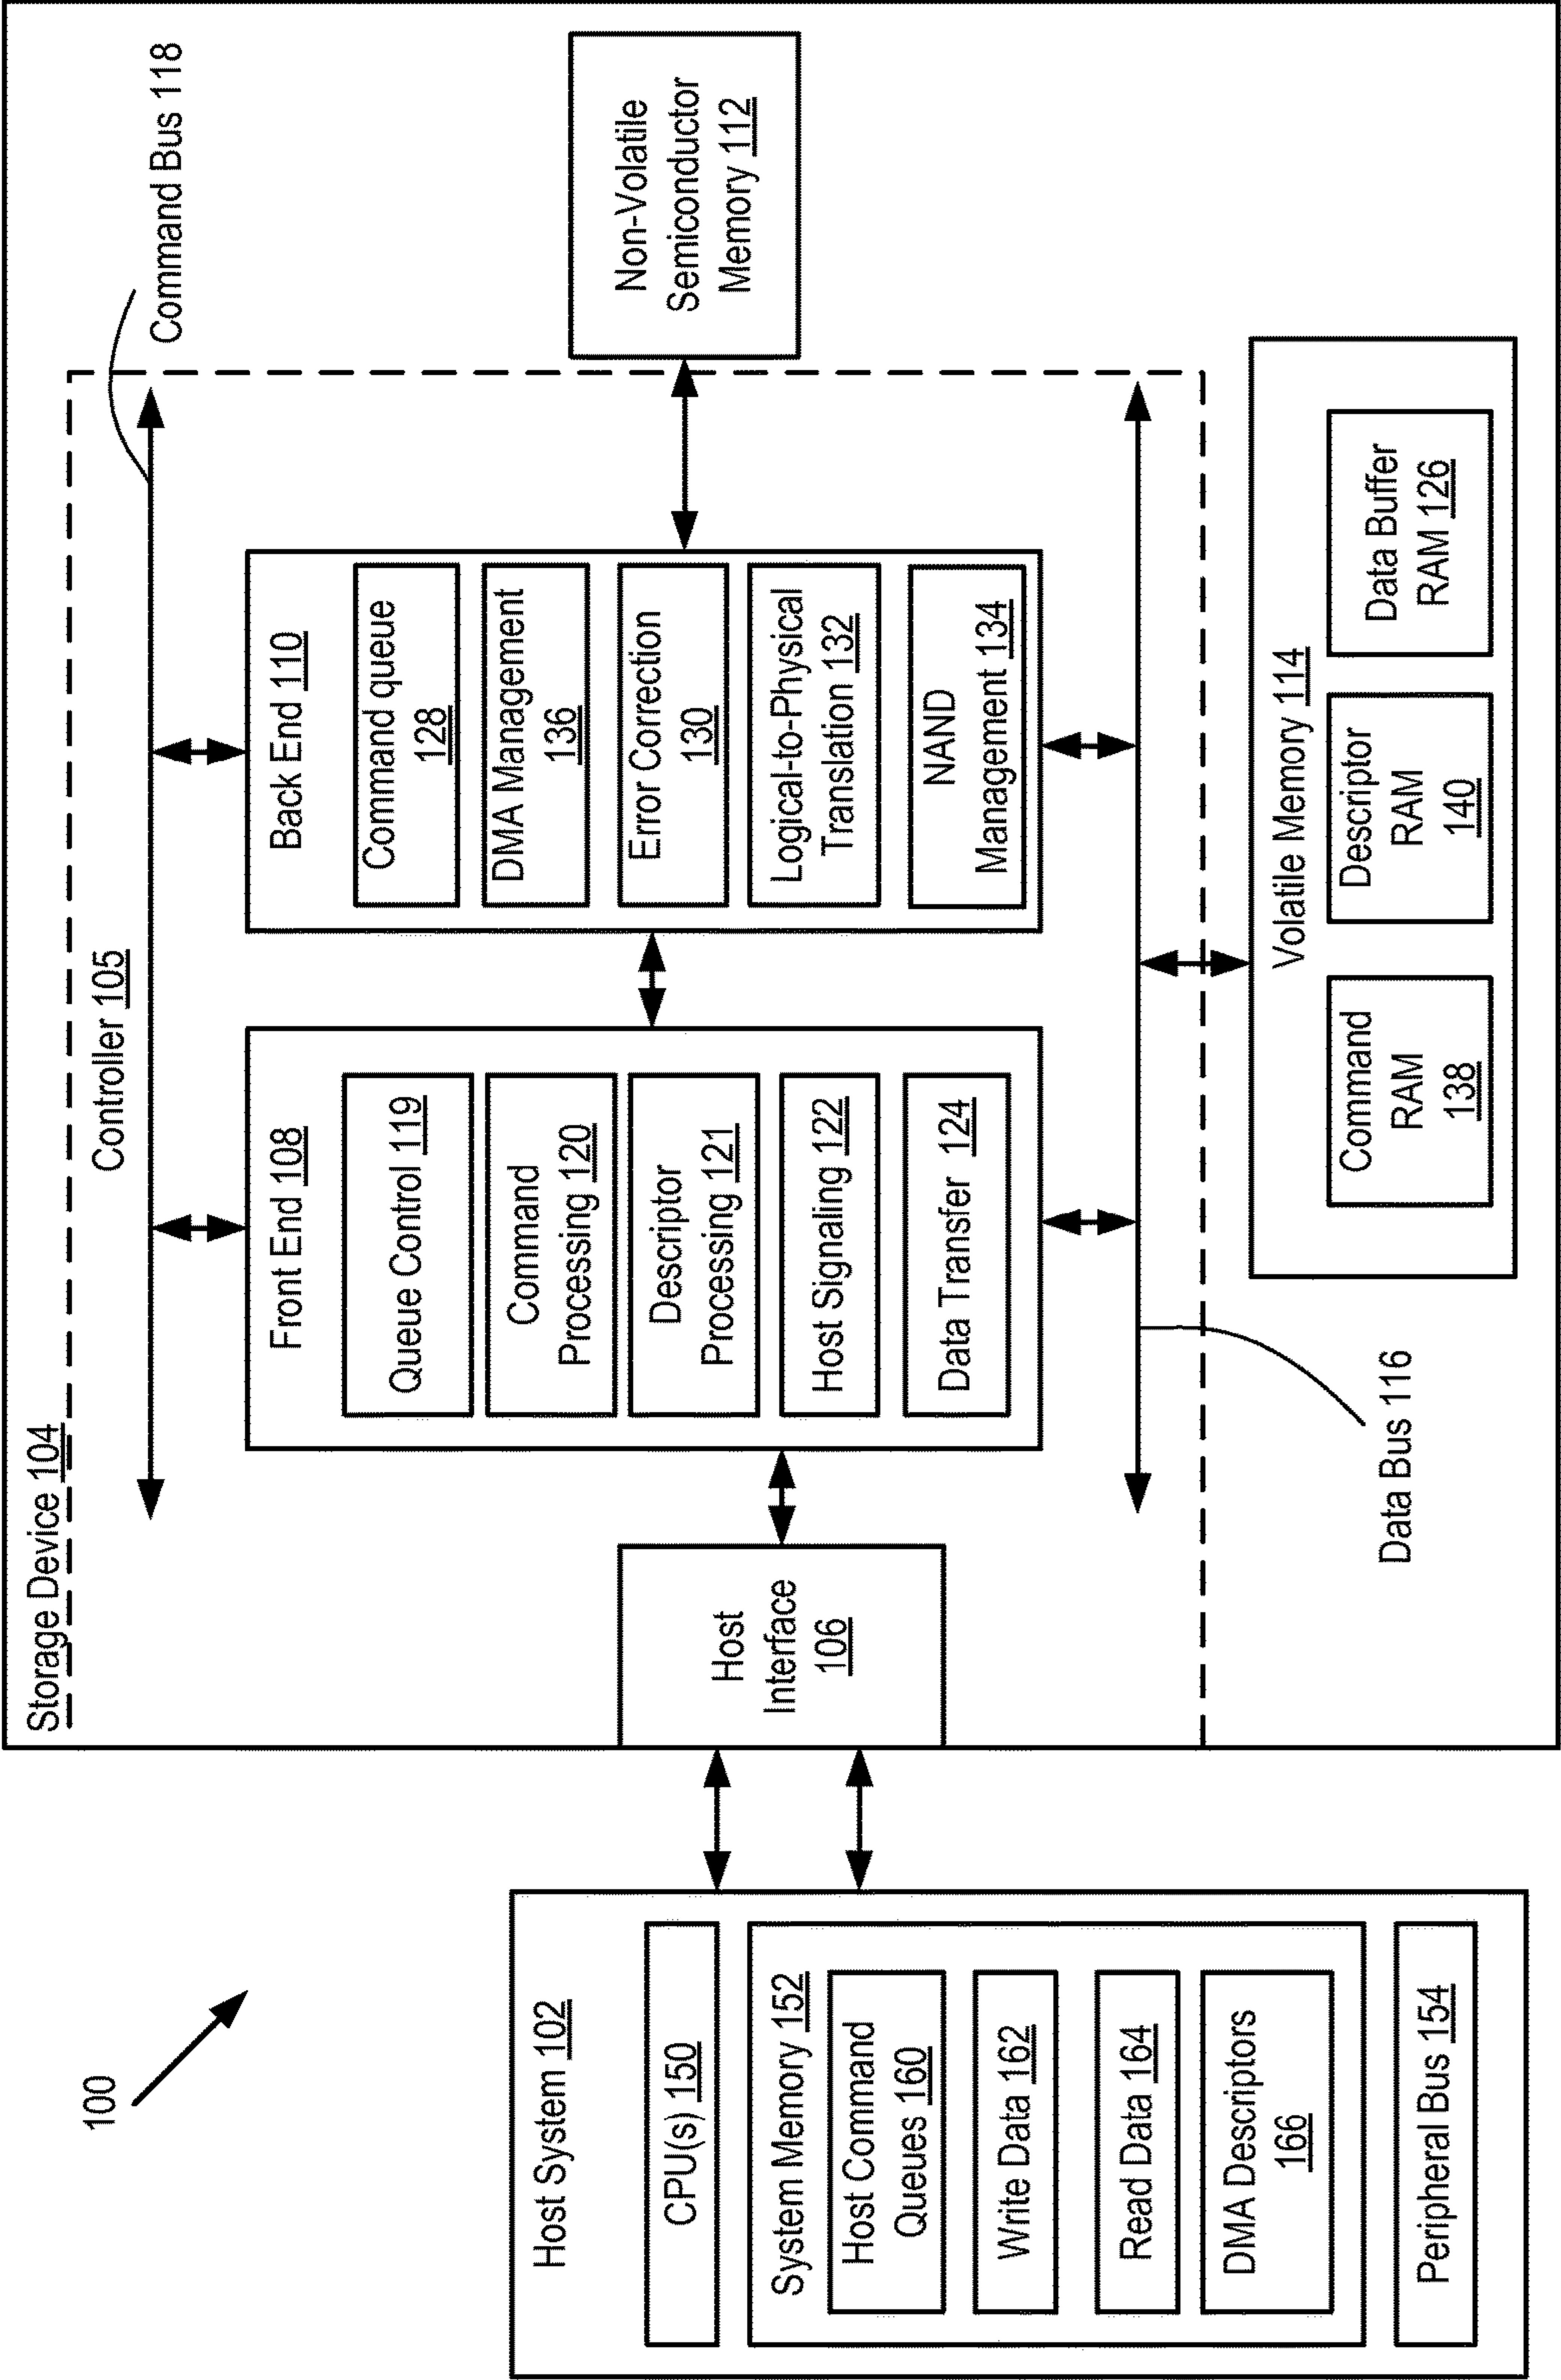 100
Host System 102
CPU(s) 150
System Memory 152
Host Command
Queues 160
Write Data 162
Read Data 164
DMA Descriptors
166
Peripheral Bus 154
Storage Device 104
Controller 105
Command Bus 118
Host
Interface
106
Front End 108
Queue Control 119
Command
Processing 120
Descriptor
Processing 121
Host Signaling 122
Data Transfer 124
Back End 110
Command queue
128
DMA Management
136
Error Correction
130
Logical-to-Physical
Translation 132
NAND
Management 134
Non-Volatile
Semiconductor
Memory 112
Data Bus 116
Volatile Memory 114
Command
RAM
138
Descriptor
RAM
140
Data Buffer
RAM 126